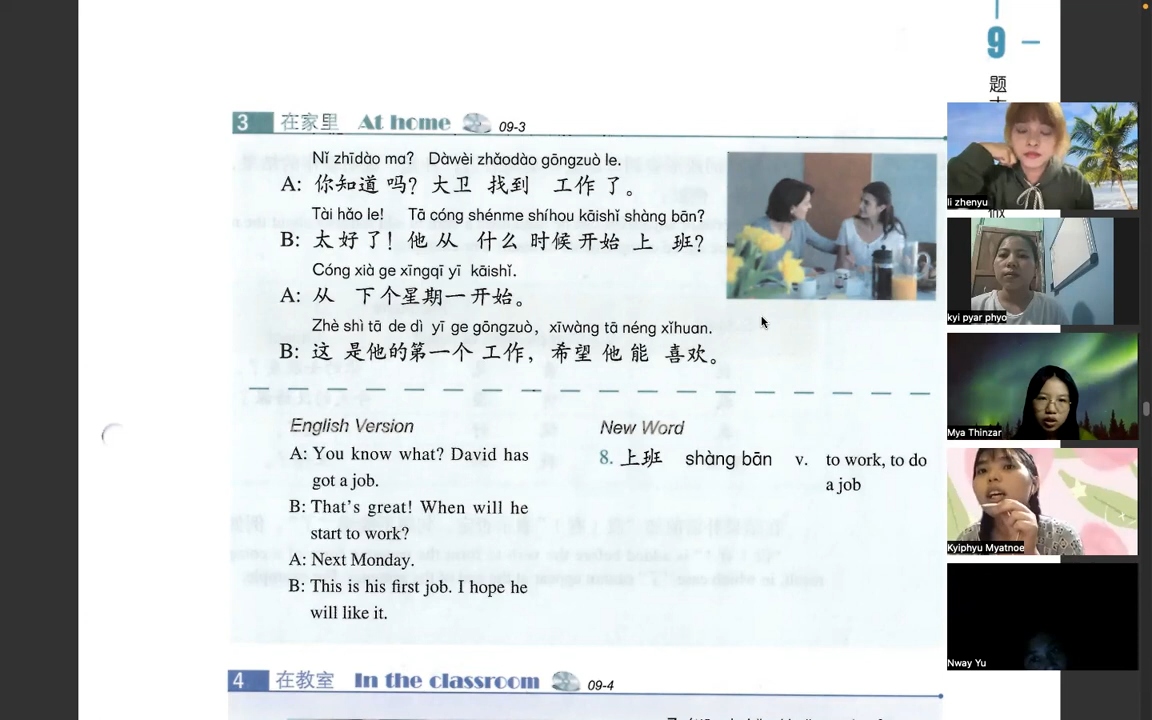 9
题
3 在家里 At home 09-3
Nǐ zhīdào ma? Dàwèi zhǎodào gōngzuò le.
A: 你知道吗? 大卫 找到 工作了。
Tài hǎo le! Tā cóng shénme shíhou kāishǐ shàng bān?
B: 太好了! 他从 什么 时候开始 上 班?
Cóng xià ge xīngqī yī kāishǐ.
A: 从 下个星期一开始。
Zhè shì tā de dì yī ge gōngzuò, xīwàng tā néng xǐhuan.
B: 这 是他的第一个 工作, 希望 他 能 喜欢。
English Version
A: You know what? David has
got a job.
B: That's great! When will he
start to work?
A: Next Monday.
B: This is his first job. I hope he
will like it.
New Word
8. 上班 shàng bān v. to work, to do
a job
4 在教室 In the classroom 09-4
li zhenyu
kyi pyar phyo
Mya Thinzar
Kyiphyu Myatnoe
Nway Yu